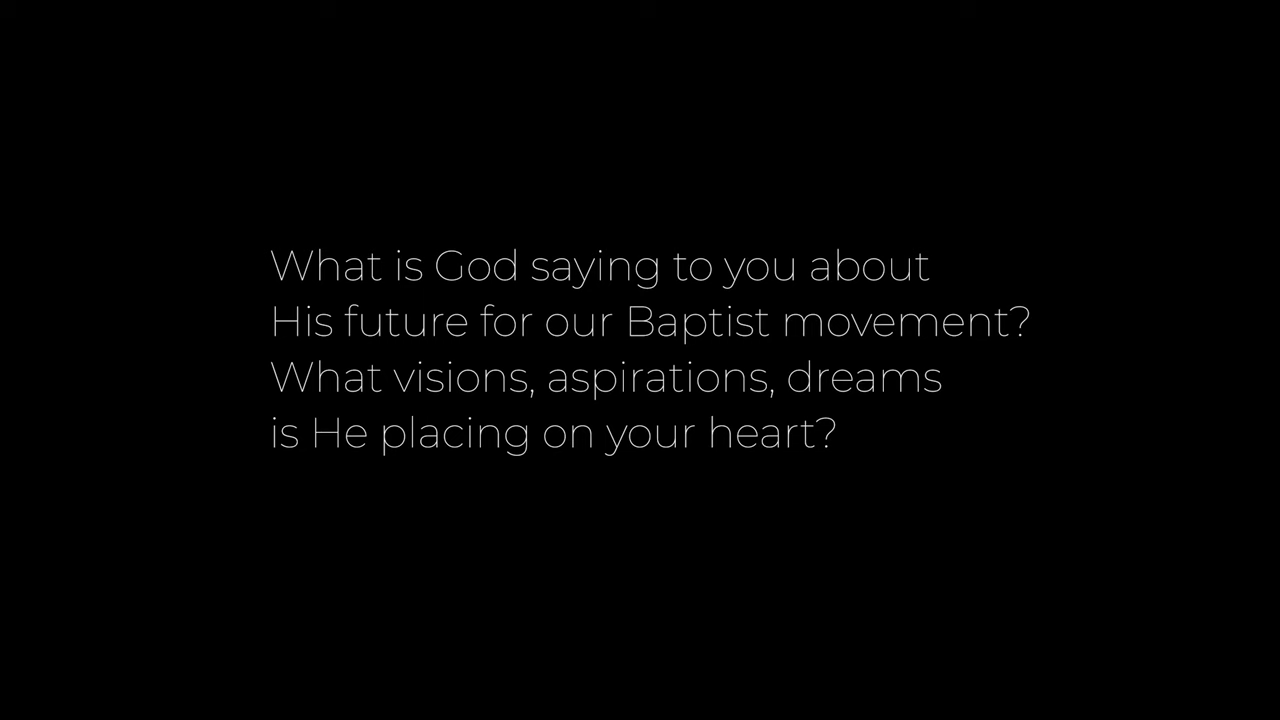 What is God saying to you about
His future for our Baptist movement?
What visions, aspirations, dreams
is He placing on your heart?